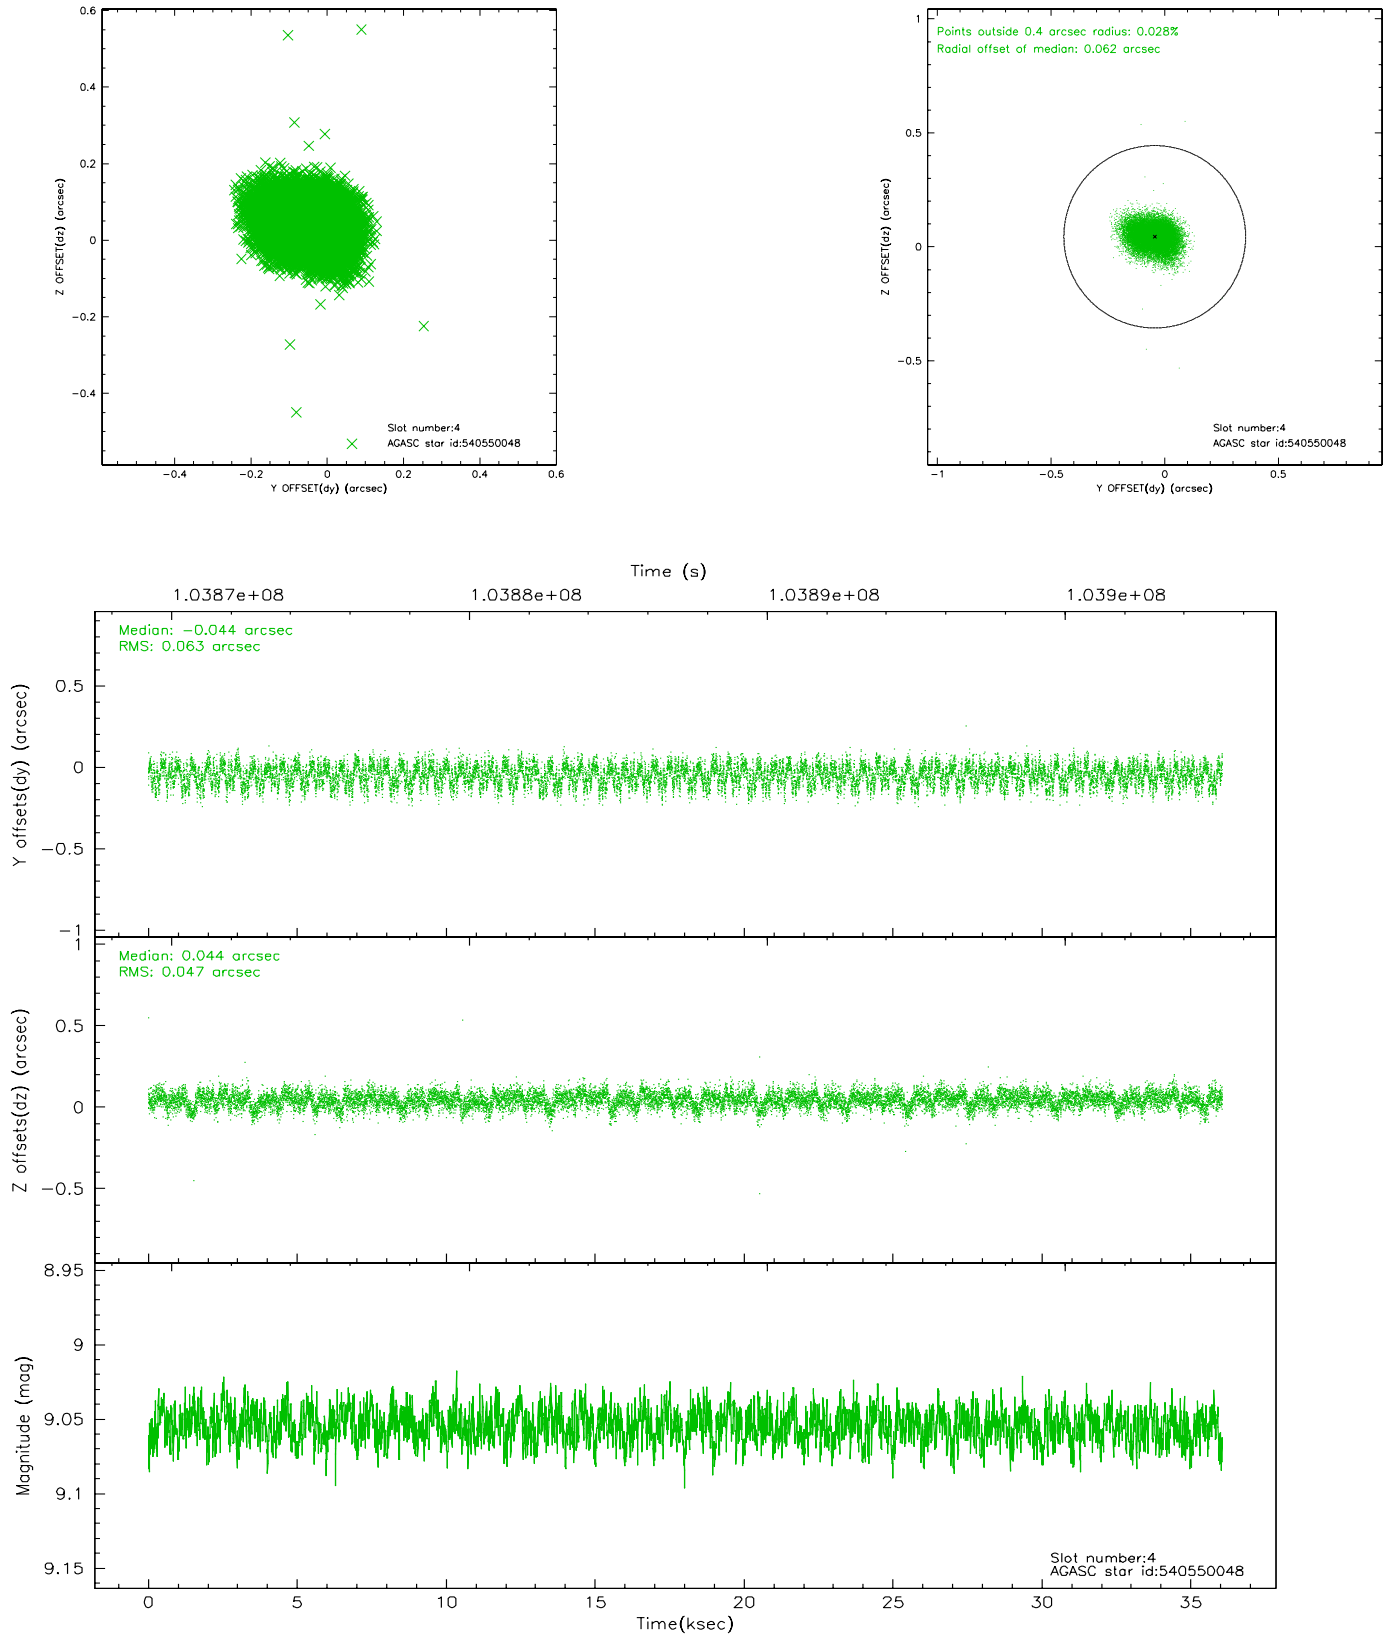 0.6
0.4
0.2
0
−0.2
−0.4
Z OFFSET(dz) (arcsec)
Slot number:4
AGASC star id:540550048
−0.4 −0.2 0 0.2 0.4 0.6
Y OFFSET(dy) (arcsec)
Points outside 0.4 arcsec radius: 0.028%
Radial offset of median: 0.062 arcsec
1
0.5
0
−0.5
Z OFFSET(dz) (arcsec)
Slot number:4
AGASC star id:540550048
−1 −0.5 0 0.5
Y OFFSET(dy) (arcsec)
Time (s)
1.0387e+08 1.0388e+08 1.0389e+08 1.039e+08
Median: −0.044 arcsec
RMS: 0.063 arcsec
0.5
0
−0.5
−1
Y offsets(dy) (arcsec)
Median: 0.044 arcsec
RMS: 0.047 arcsec
1
0.5
0
−0.5
Z offsets(dz) (arcsec)
8.95
9
9.05
9.1
9.15
Magnitude (mag)
Slot number:4
AGASC star id:540550048
0 5 10 15 20 25 30 35
Time(ksec)